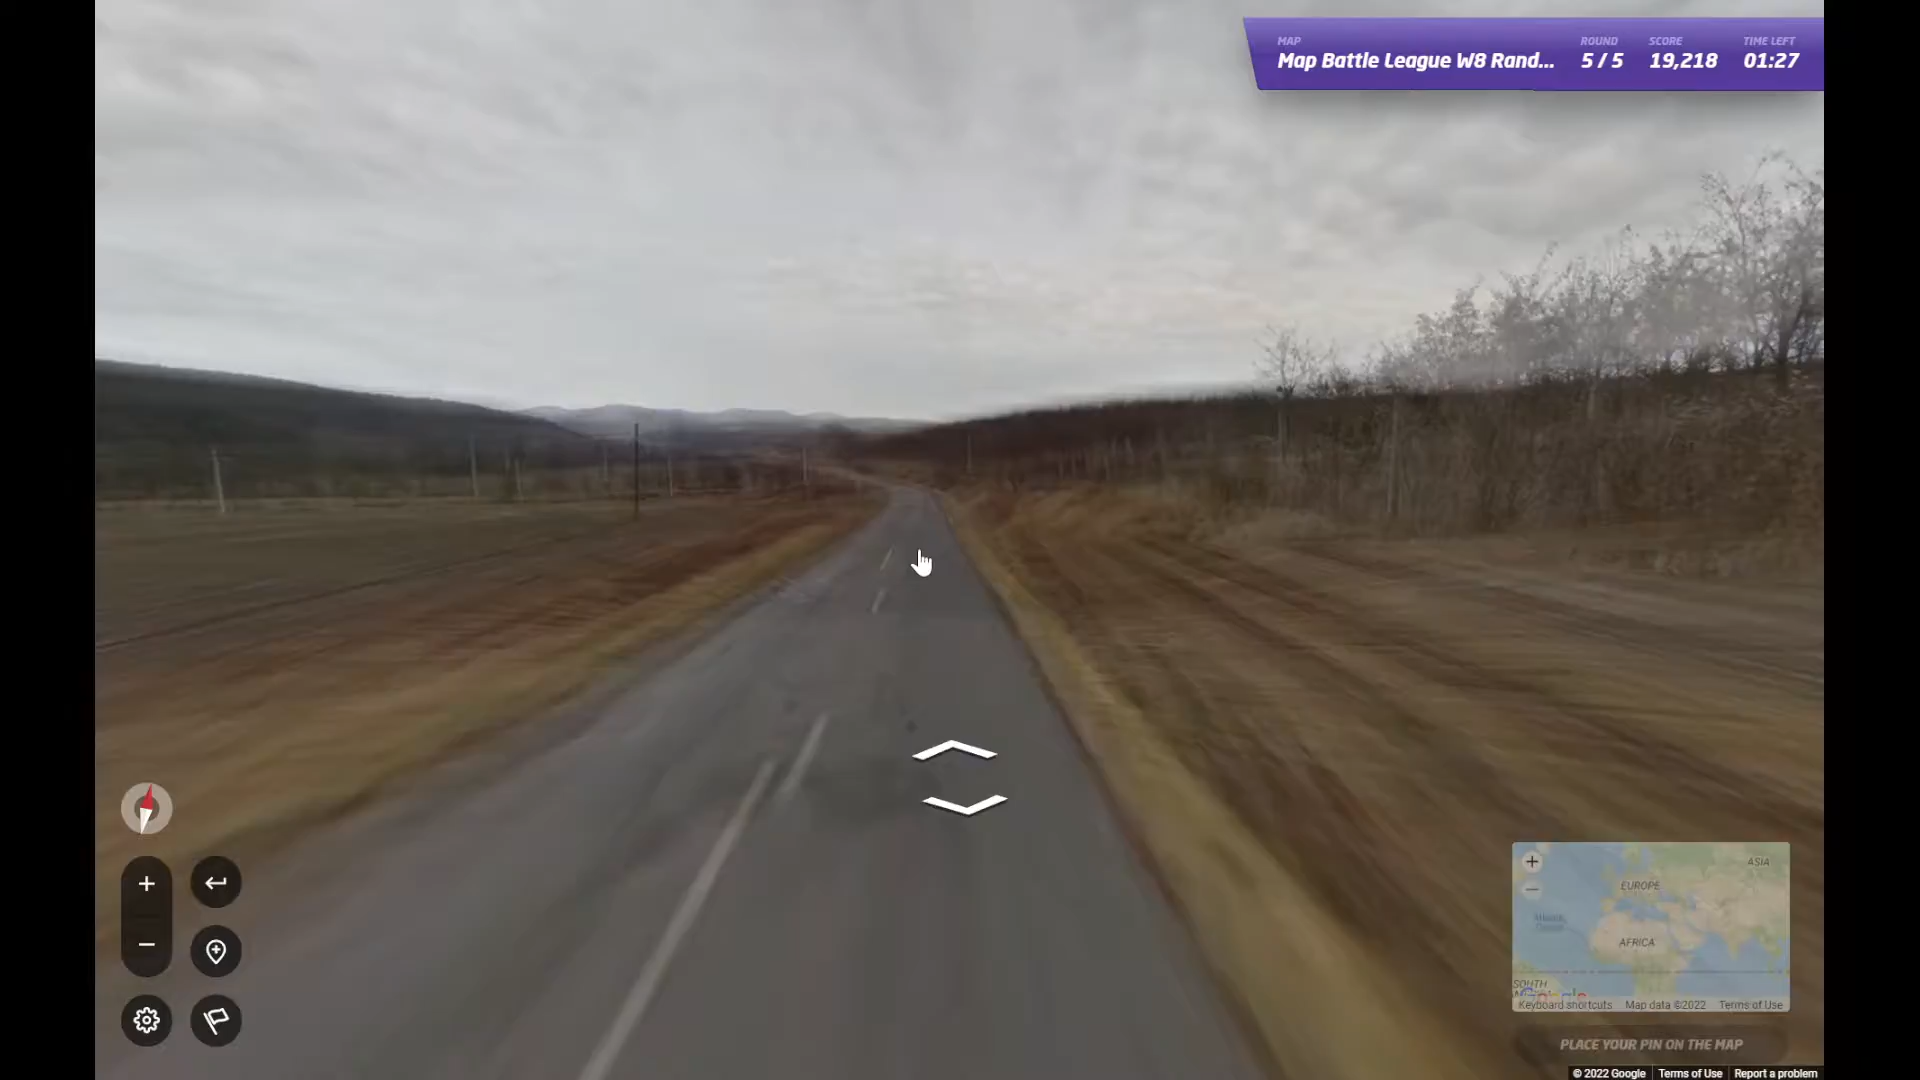 MAP
Map Battle League W8 Rand...
ROUND
5 / 5
SCORE
19,218
TIME LEFT
01:27
ASIA
EUROPE
AFRICA
SOUTH
Keyboard shortcuts
Map data ©2022
Terms of Use
PLACE YOUR PIN ON THE MAP
© 2022 Google
Terms of Use
Report a problem